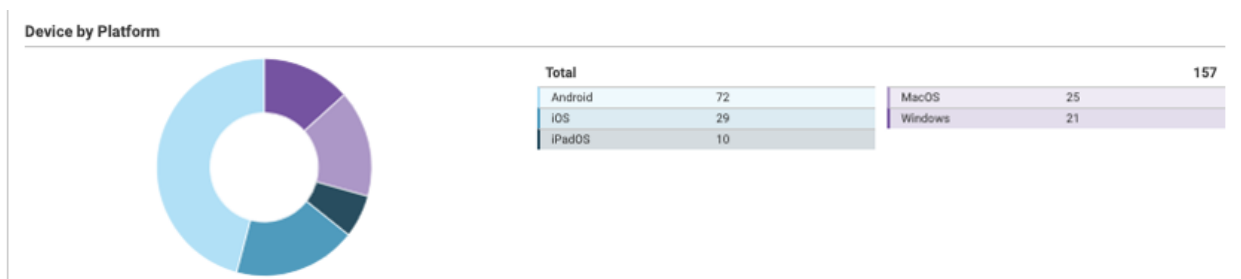 Device by Platform
Total 157
Android 72 MacOS 25
iOS 29 Windows 21
iPadOS 10